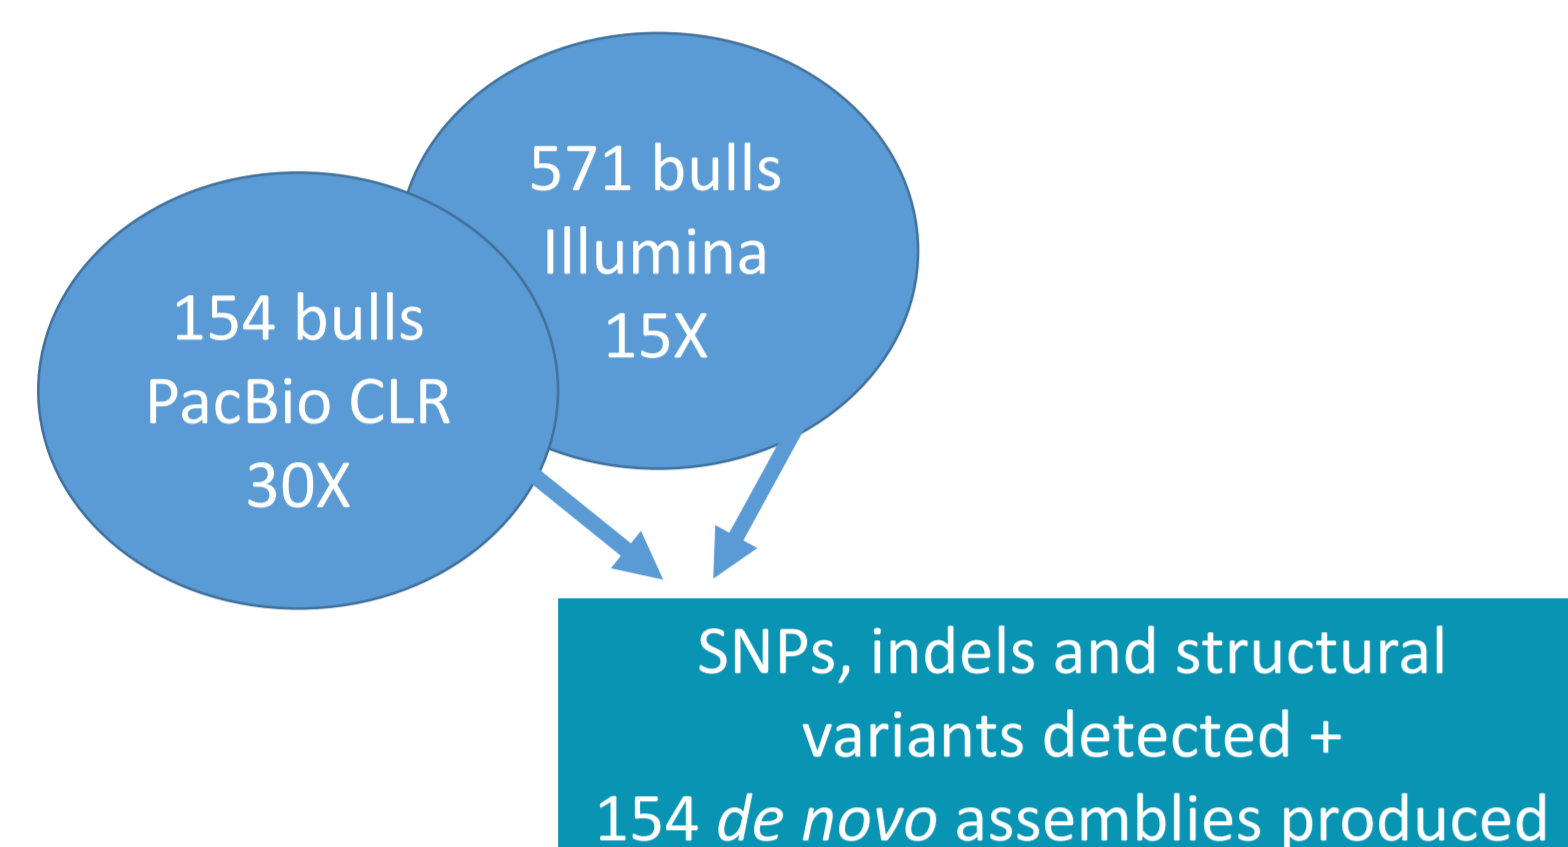 571 bulls
Illumina
15X
154 bulls
PacBio CLR
30X
SNPs, indels and structural
variants detected +
154 de novo assemblies produced